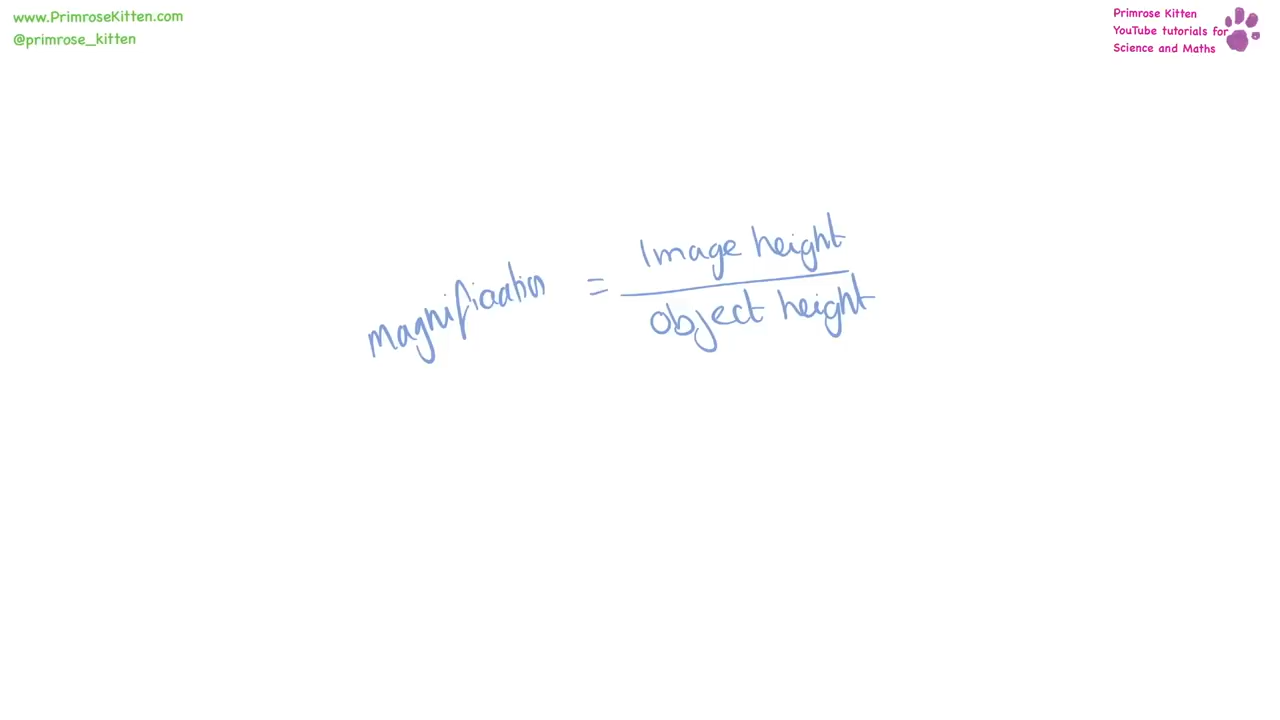 www.PrimroseKitten.com
@primrose_kitten
Primrose Kitten
YouTube tutorials for
Science and Maths
magnification = Image height
object height